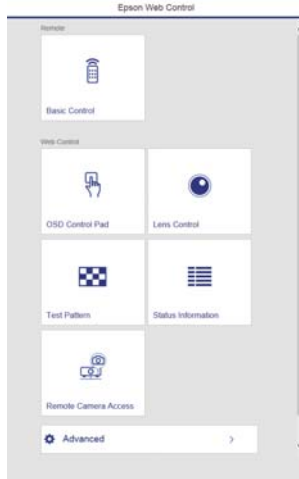 Epson Web Control
Remote
Basic Control
Web Control
OSD Control Pad
Lens Control
Test Pattern
Status Information
Remote Camera Access
Advanced